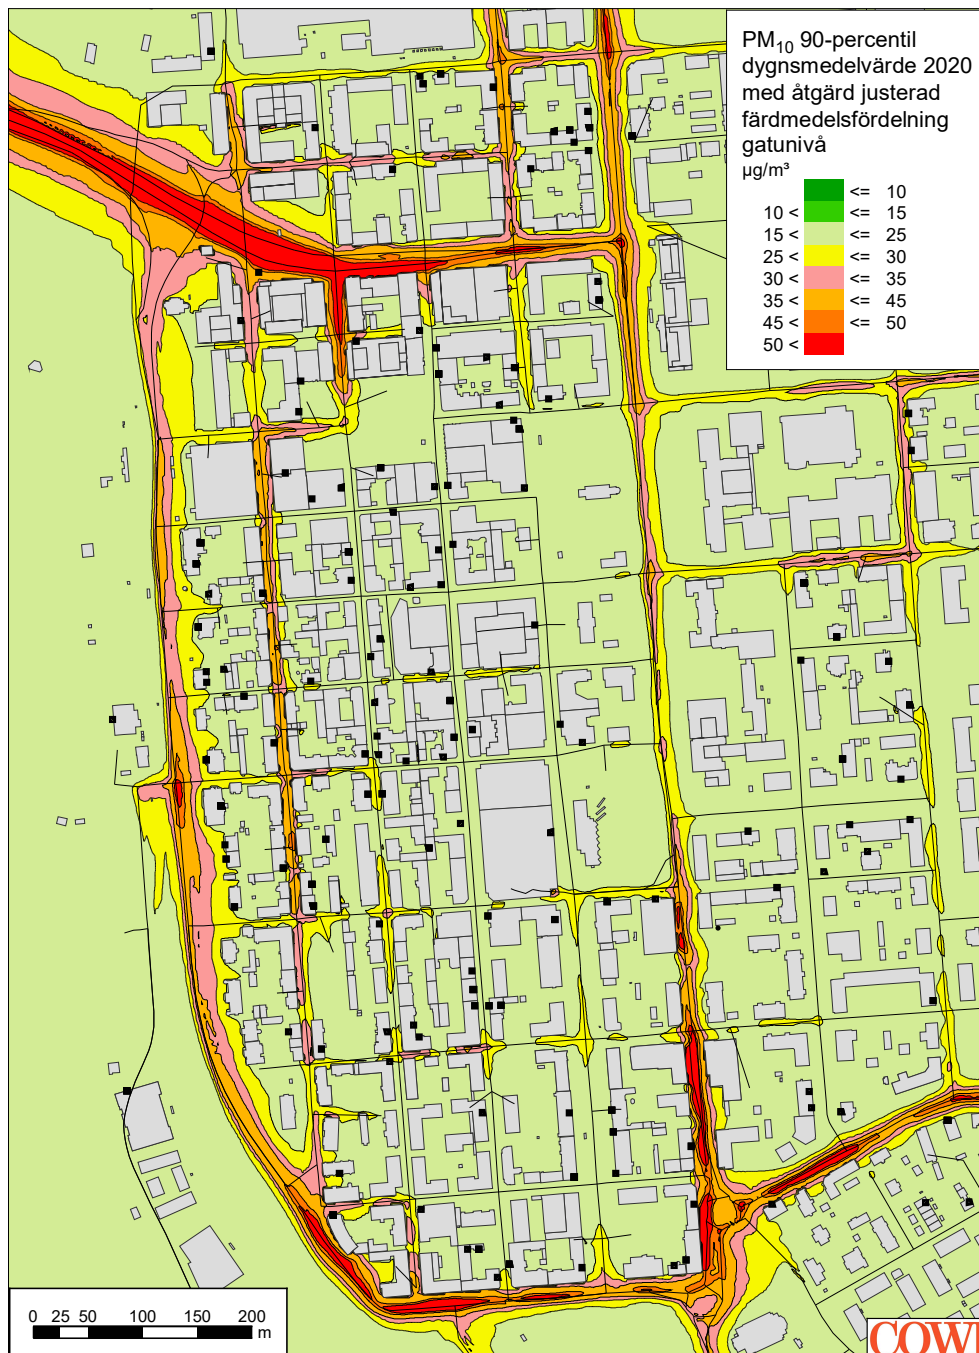 PM10 90-percentil
dygnsmedelvärde 2020
med åtgärd justerad
färdmedelsfördelning
gatunivå
µg/m³
<= 10
10 < <= 15
15 < <= 25
25 < <= 30
30 < <= 35
35 < <= 45
45 < <= 50
50 <
0 25 50 100 150 200
m
COWI